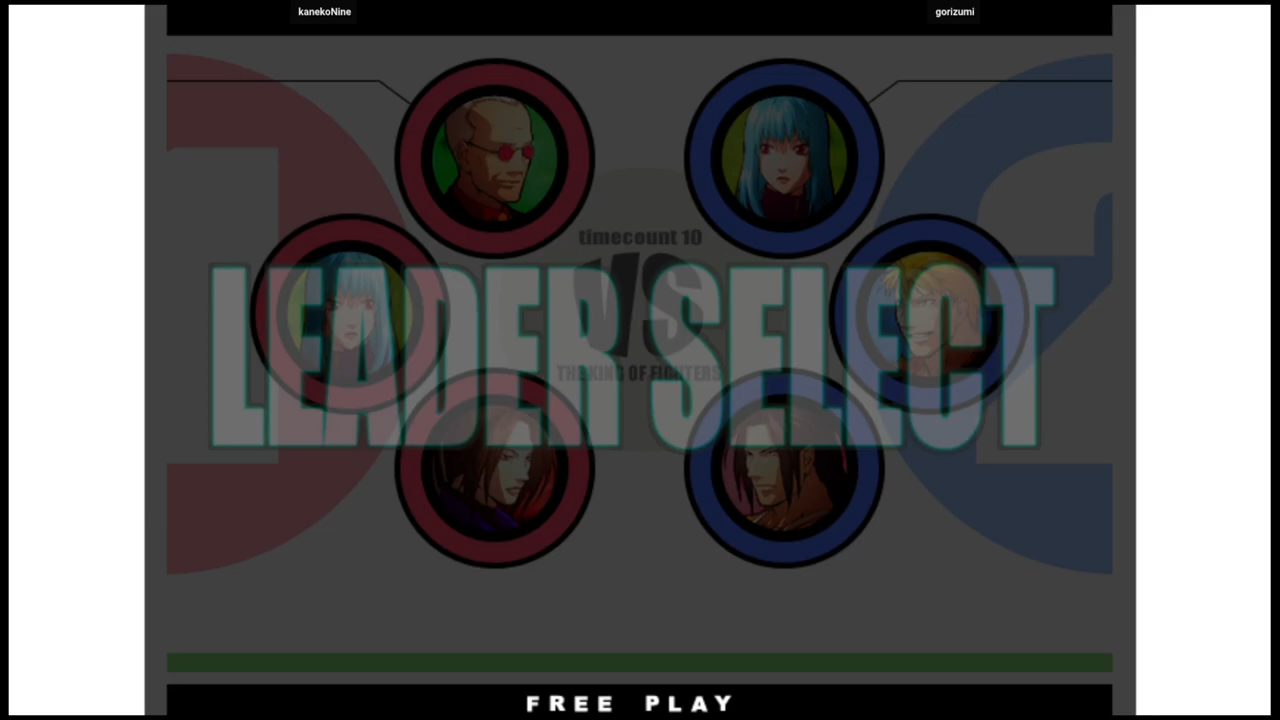 kanekoNine
gorizumi
timecount 10
VS
THE KING OF FIGHTERS
LEADER SELECT
FREE PLAY